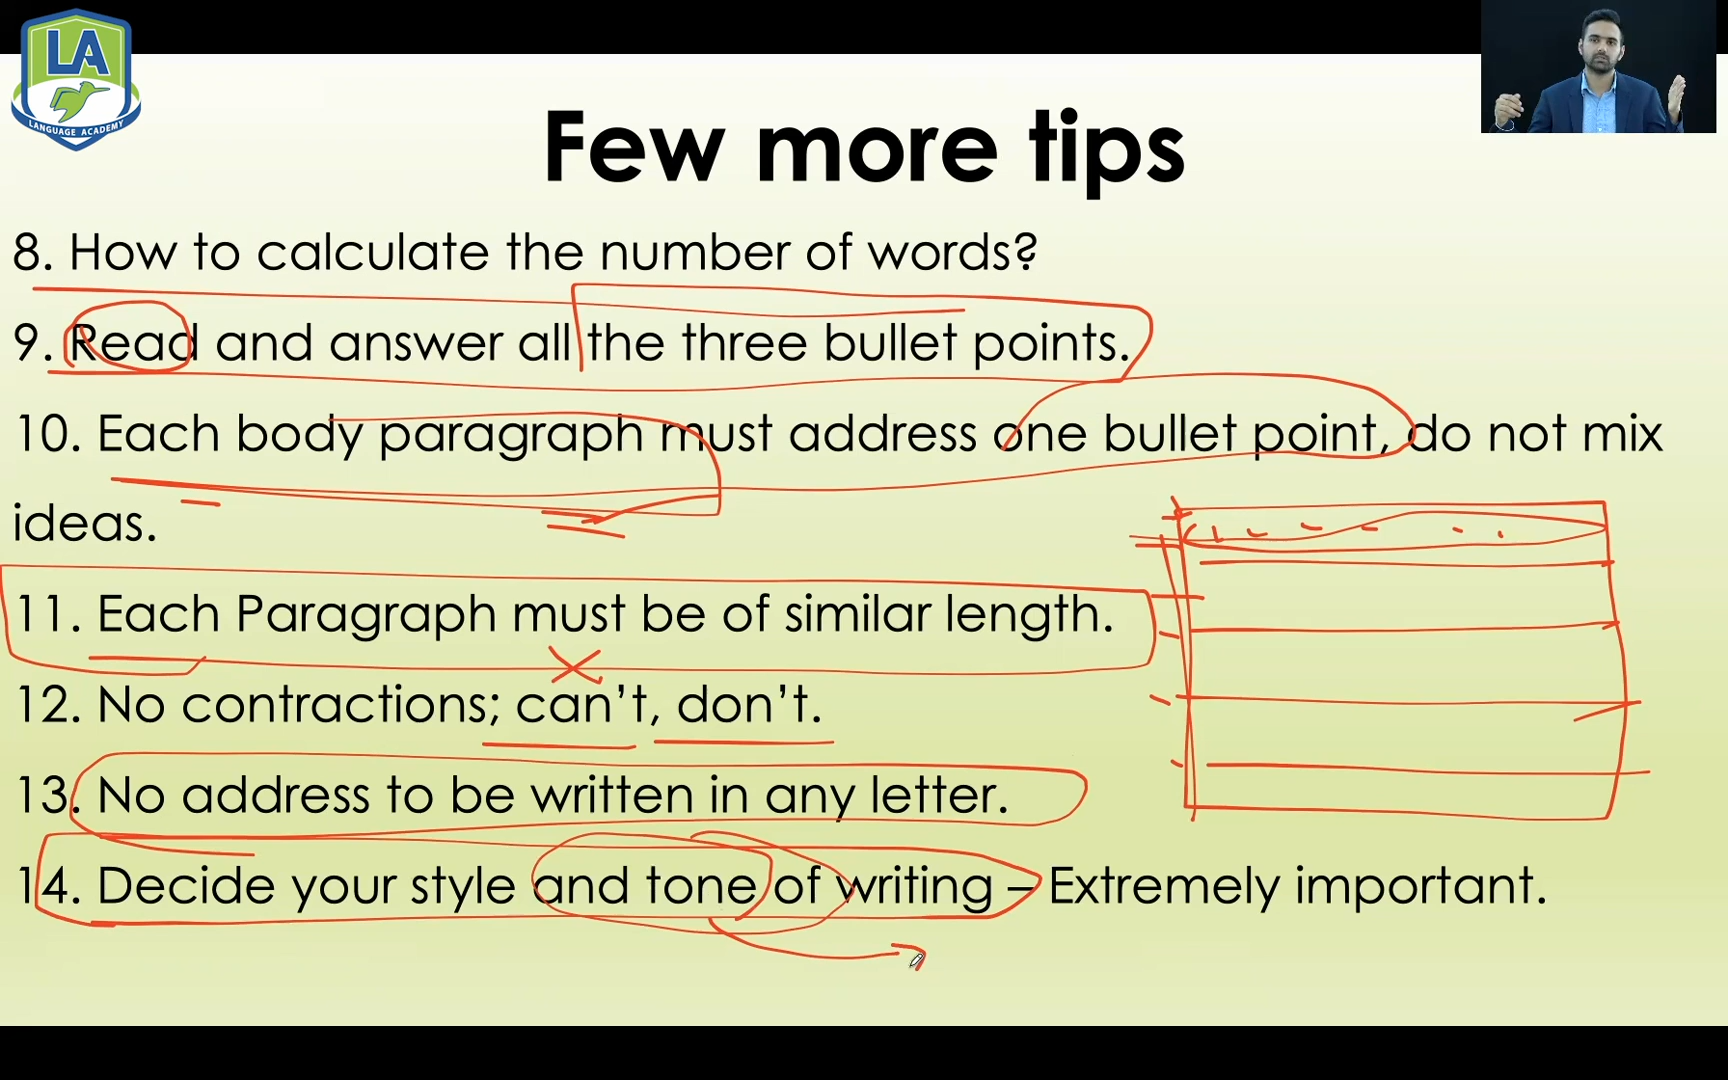 LA
LANGUAGE ACADEMY
Few more tips
8. How to calculate the number of words?
9. Read and answer all the three bullet points.
10. Each body paragraph must address one bullet point, do not mix
ideas.
11. Each Paragraph must be of similar length.
12. No contractions; can’t, don’t.
13. No address to be written in any letter.
14. Decide your style and tone of writing – Extremely important.